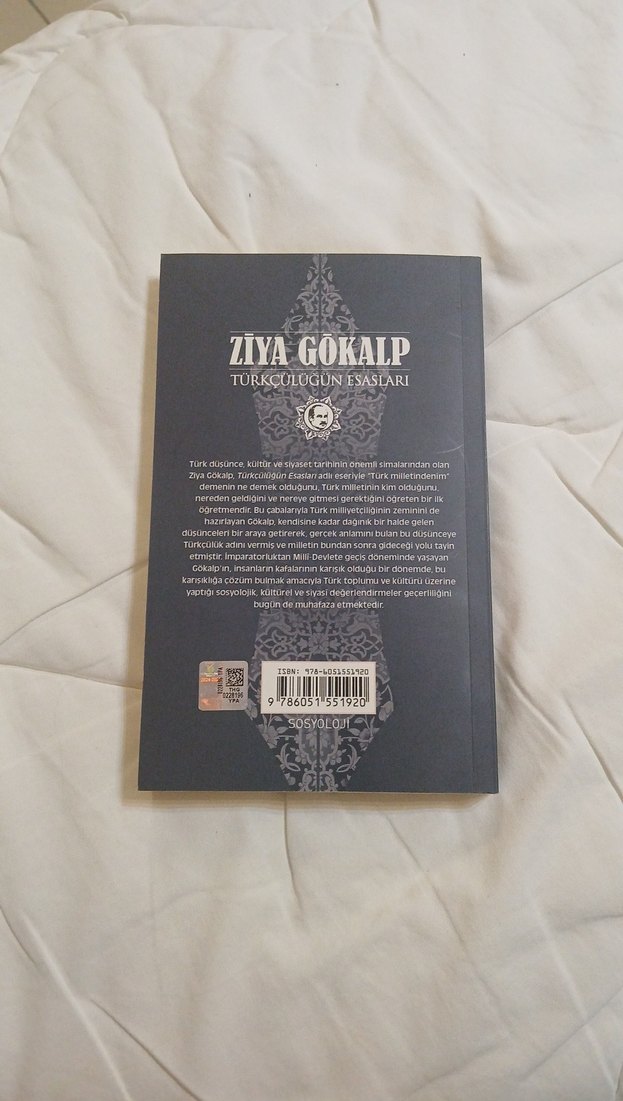 ZİYA GÖKALP
TÜRKÇÜLÜĞÜN ESASLARI
Türk düşünce, kültür ve siyaset tarihinin önemli simalarından olan
Ziya Gökalp, Türkçülüğün Esasları adlı eseriyle "Türk milletindenim"
demenin ne demek olduğunu, Türk milletinin kim olduğunu,
nereden geldiğini ve nereye gitmesi gerektiğini öğreten bir ilk
öğretmendir. Bu çabalarıyla Türk milliyetçiliğinin zeminini de
hazırlayan Gökalp, kendisine kadar dağınık bir halde gelen
düşünceleri bir araya getirerek, gerçek anlamını bulan bu düşünceye
Türkçülük adını vermiş ve milletin bundan sonra gideceği yolu tayin
etmiştir. İmparatorluktan Millî-Devlete geçiş döneminde yaşayan
Gökalp'ın, insanların kafalarının karışık olduğu bir dönemde, bu
karışıklığa çözüm bulmak amacıyla Türk toplumu ve kültürü üzerine
yaptığı sosyolojik, kültürel ve siyasi değerlendirmeler geçerliliğini
bugün de muhafaza etmektedir.
THG
0228196
YPA
ISBN: 978-6051551920
9 786051 551920
SOSYOLOJİ